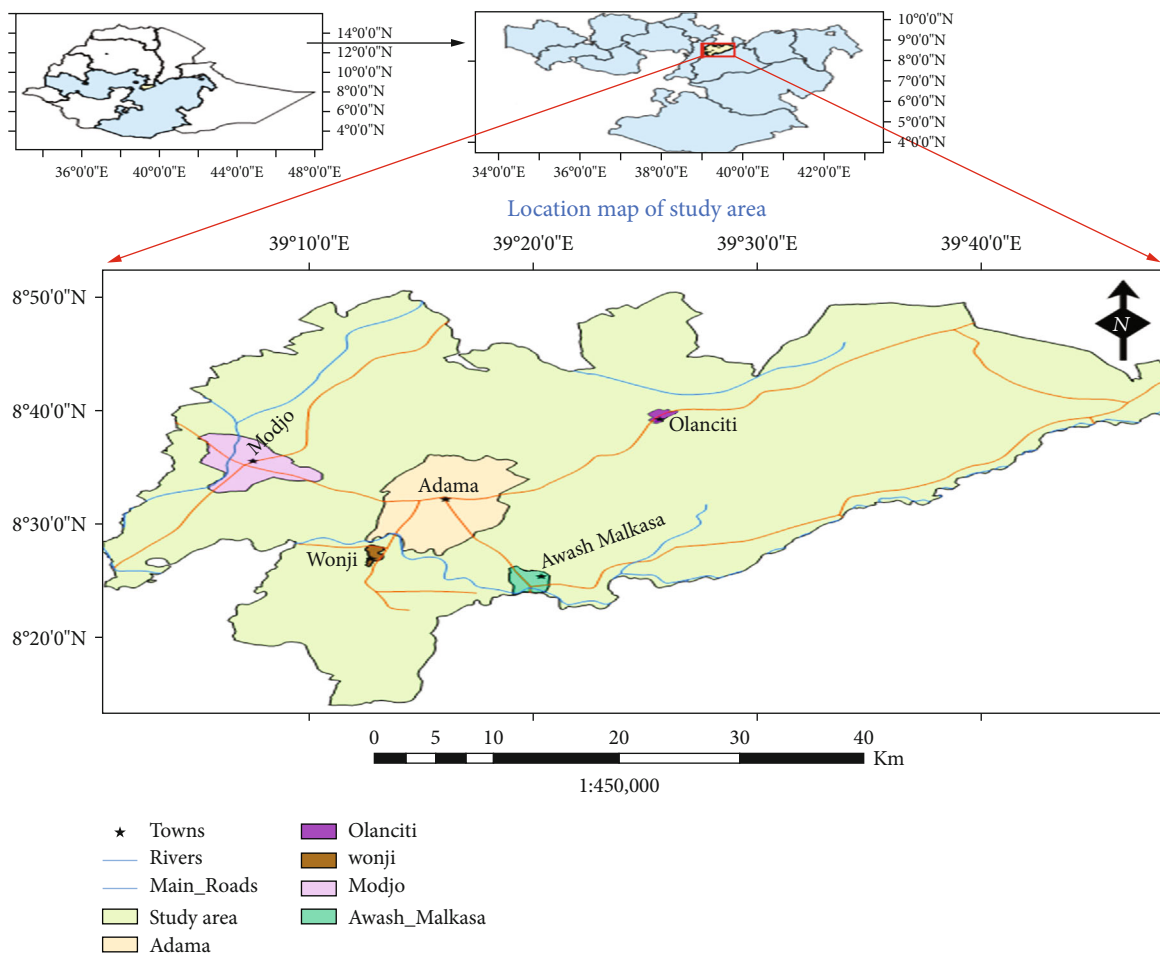 14°0'0"N
12°0'0"N
10°0'0"N
8°0'0"N
6°0'0"N
4°0'0"N
36°0'0"E 40°0'0"E 44°0'0"E 48°0'0"E
10°0'0"N
9°0'0"N
8°0'0"N
7°0'0"N
6°0'0"N
5°0'0"N
4°0'0"N
34°0'0"E 36°0'0"E 38°0'0"E 40°0'0"E 42°0'0"E
Location map of study area
39°10'0"E 39°20'0"E 39°30'0"E 39°40'0"E
8°50'0"N
8°40'0"N
8°30'0"N
8°20'0"N
N
Modjo
Olanciti
Adama
Wonji
Awash Malkasa
0 5 10 20 30 40
Km
1:450,000
Towns
Rivers
Main_Roads
Study area
Adama
Olanciti
wonji
Modjo
Awash_Malkasa